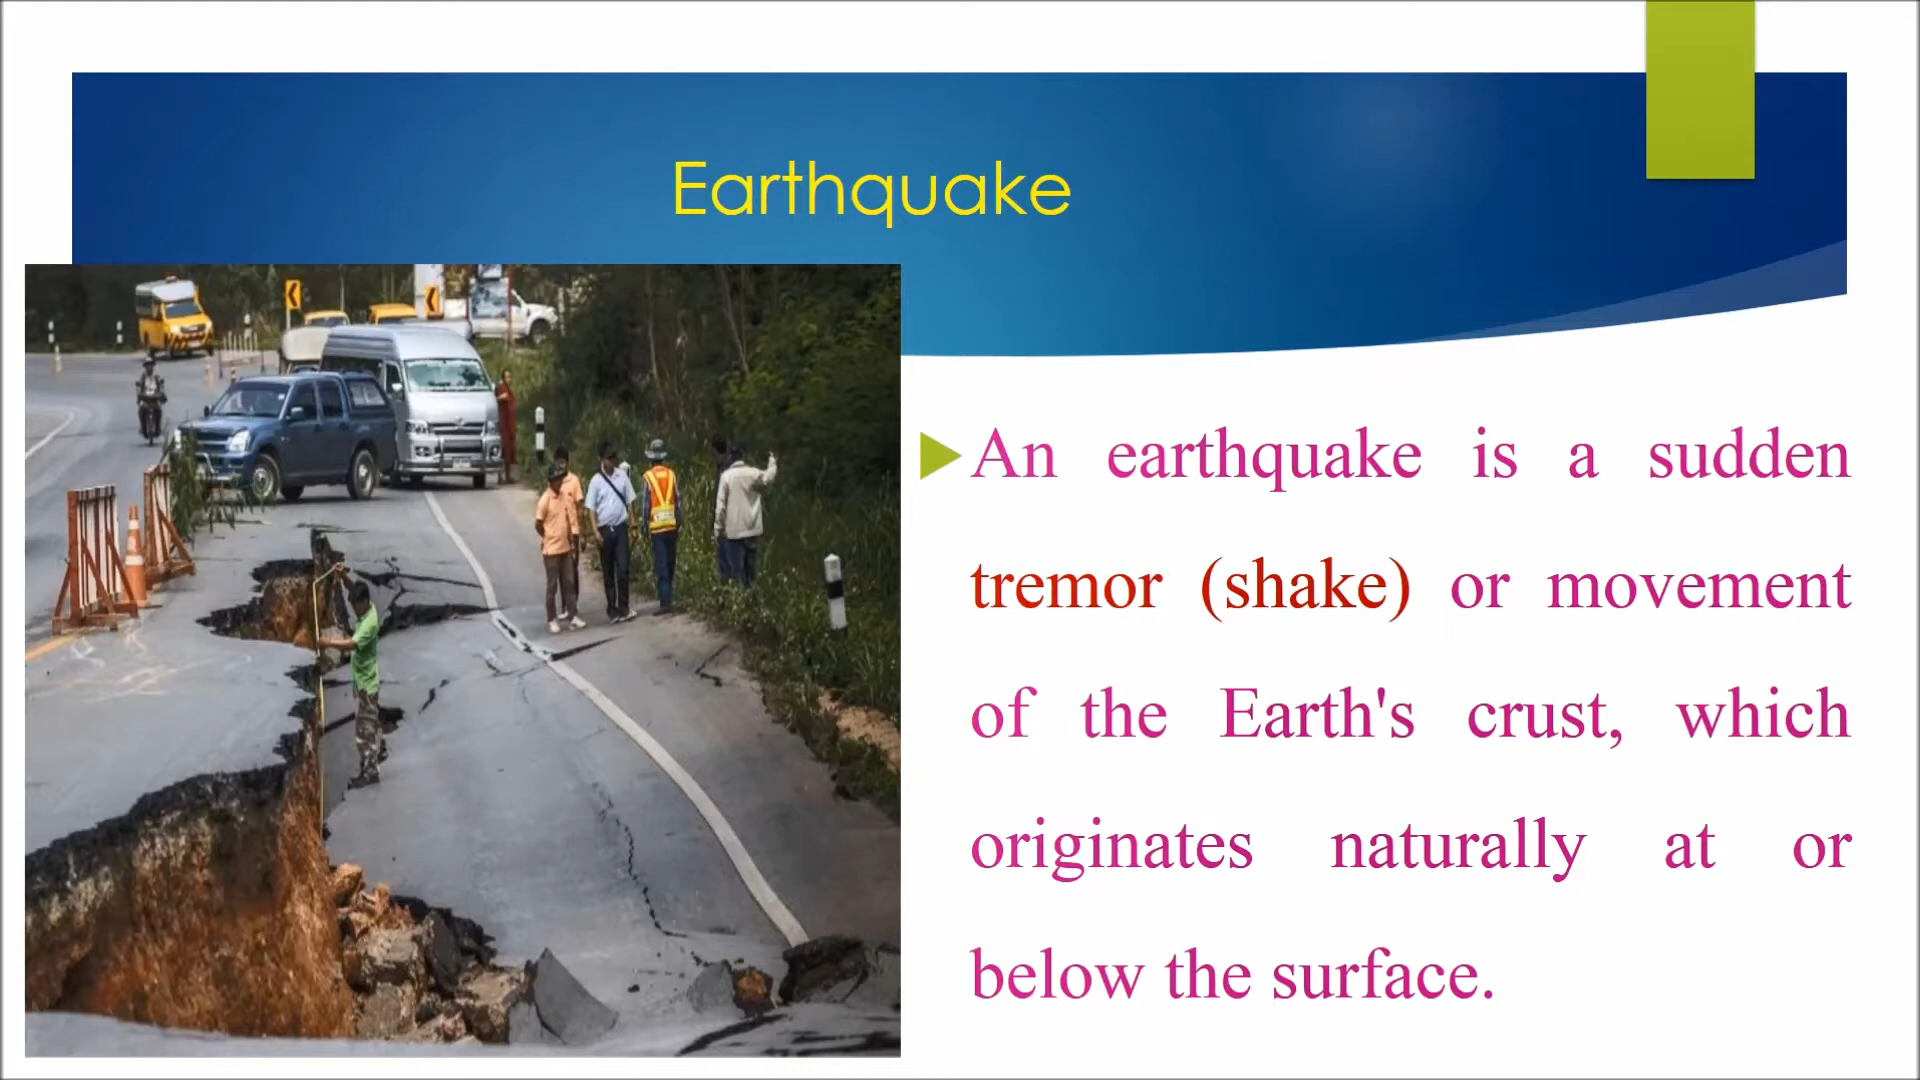 Earthquake
An earthquake is a sudden
tremor (shake) or movement
of the Earth's crust, which
originates naturally at or
below the surface.